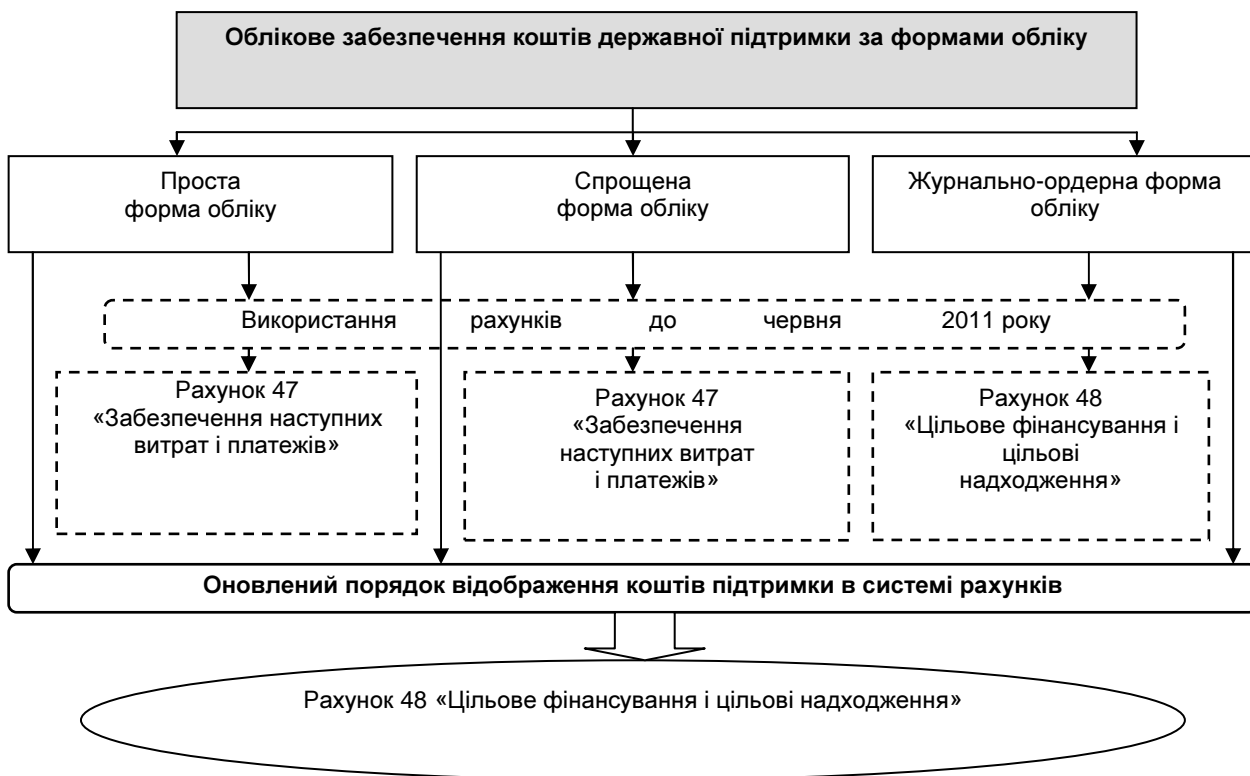 Облікове забезпечення коштів державної підтримки за формами обліку
Проста
форма обліку
Спрощена
форма обліку
Журнально-ордерна форма
обліку
Використання рахунків до червня 2011 року
Рахунок 47
«Забезпечення наступних
витрат і платежів»
Рахунок 47
«Забезпечення
наступних витрат
і платежів»
Рахунок 48
«Цільове фінансування і
цільові
надходження»
Оновлений порядок відображення коштів підтримки в системі рахунків
Рахунок 48 «Цільове фінансування і цільові надходження»